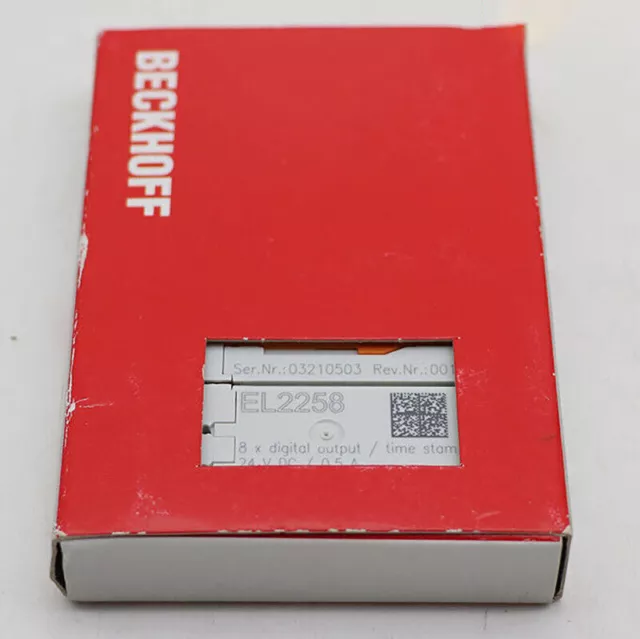 BECKHOFF
Ser.Nr.:03210503 Rev.Nr.:001
EL2258
8 x digital output / time stam
24 V DC / 0.5 A